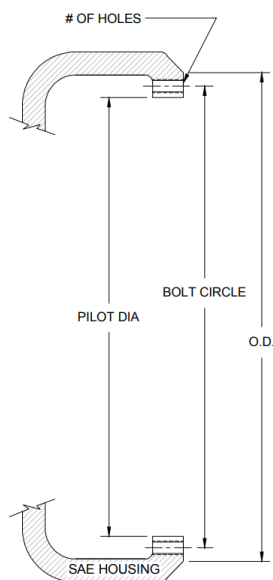 # OF HOLES
BOLT CIRCLE
PILOT DIA
O.D.
SAE HOUSING